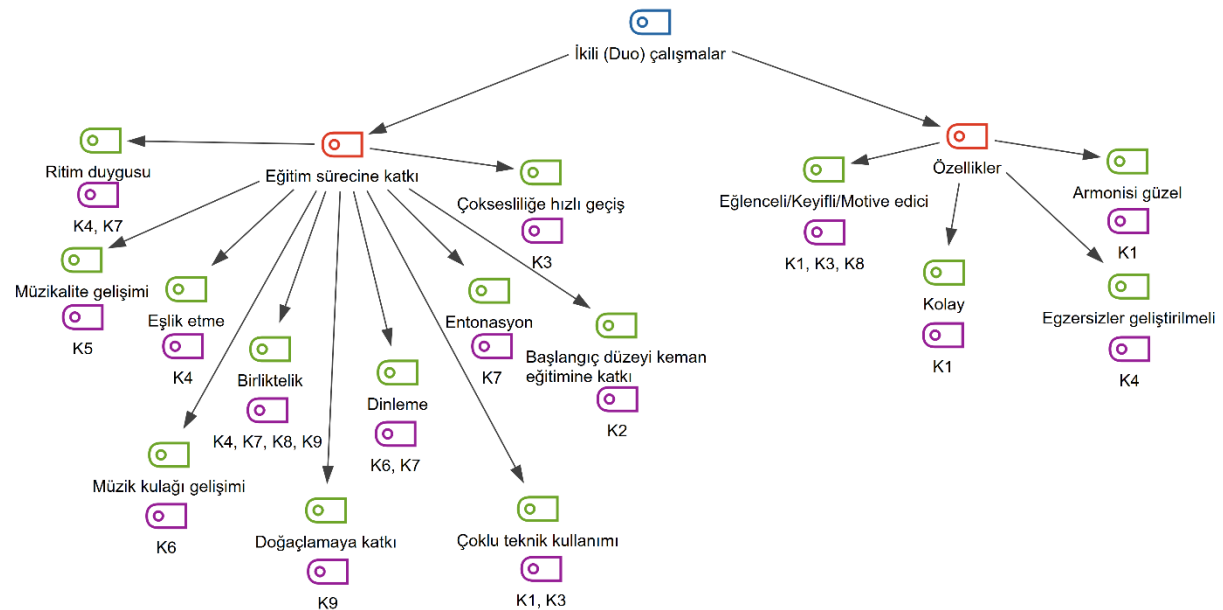 İkili (Duo) çalışmalar
Eğitim sürecine katkı
Özellikler
Ritim duygusu
K4, K7
Çoksesliliğe hızlı geçiş
K3
Eğlenceli/Keyifli/Motive edici
K1, K3, K8
Armonisi güzel
K1
Müzikalite gelişimi
K5
Eşlik etme
K4
Entonasyon
K7
Kolay
K1
Egzersizler geliştirilmeli
K4
Birliktelik
K4, K7, K8, K9
Dinleme
K6, K7
Başlangıç düzeyi keman
eğitimine katkı
K2
Müzik kulağı gelişimi
K6
Doğaçlamaya katkı
K9
Çoklu teknik kullanımı
K1, K3